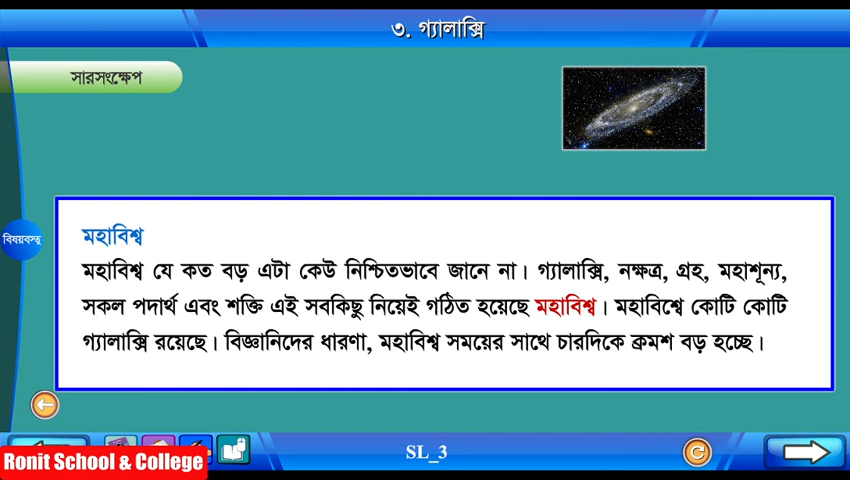 ৩. গ্যালাক্সি
সারসংক্ষেপ
বিষয়বস্তু
মহাবিশ্ব
মহাবিশ্ব যে কত বড় এটা কেউ নিশ্চিতভাবে জানে না। গ্যালাক্সি, নক্ষত্র, গ্রহ, মহাশূন্য,
সকল পদার্থ এবং শক্তি এই সবকিছু নিয়েই গঠিত হয়েছে মহাবিশ্ব। মহাবিশ্বে কোটি কোটি
গ্যালাক্সি রয়েছে। বিজ্ঞানিদের ধারণা, মহাবিশ্ব সময়ের সাথে চারদিকে ক্রমশ বড় হচ্ছে।
SL_3
Ronit School & College